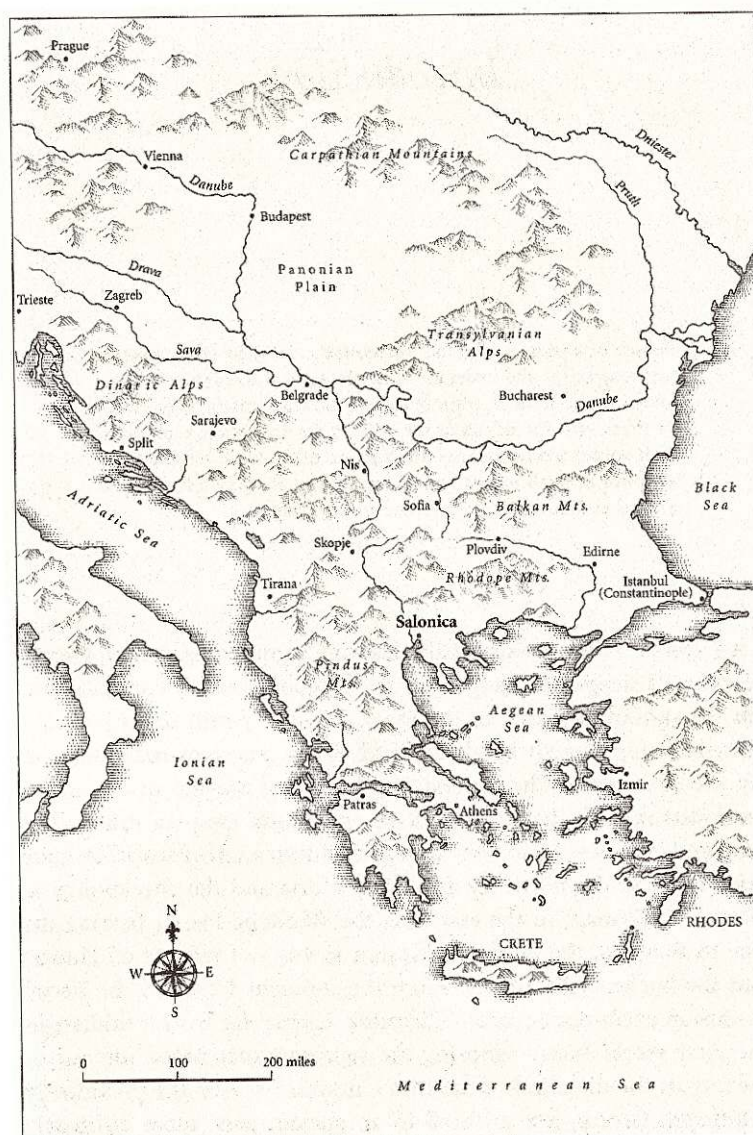 Prague
Dniester
Vienna
Carpathian Mountains
Danube
Pruth
Budapest
Panonian
Plain
Drava
Trieste
Zagreb
Transylvanian
Alps
Sava
Dinaric Alps
Belgrade
Bucharest
Danube
Sarajevo
Split
Nis
Black
Sea
Adriatic Sea
Sofia
Balkan Mts.
Skopje
Plovdiv
Edirne
Rhodope Mts.
Tirana
Istanbul
(Constantinople)
Salonica
Pindus
Mts.
Aegean
Sea
Ionian
Sea
Izmir
Patras
Athens
RHODES
N
CRETE
W
E
S
0
100
200 miles
Mediterranean Sea